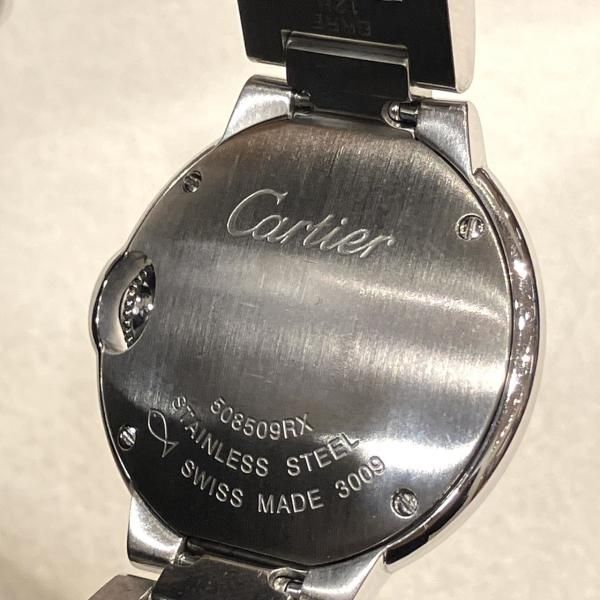 Cartier
508509RX
STAINLESS STEEL
SWISS MADE 3009